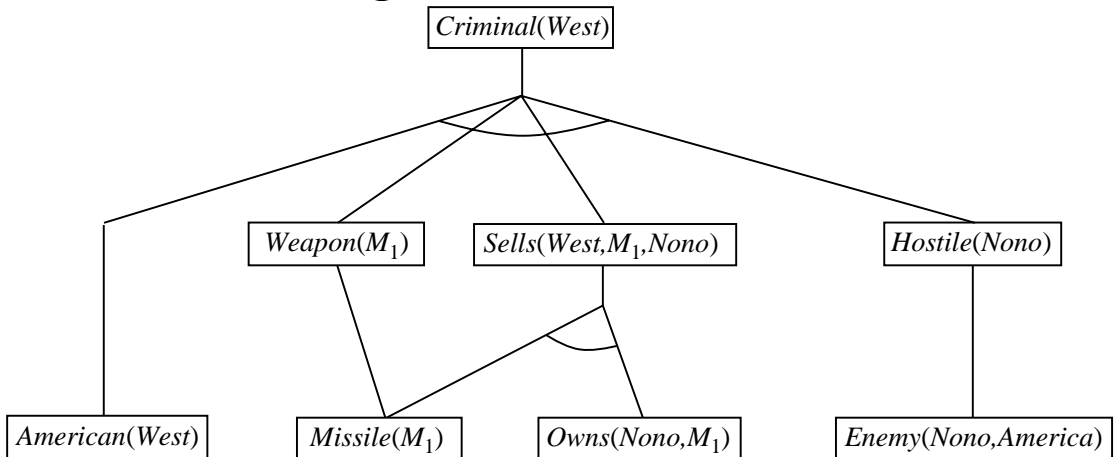 Criminal(West)
Weapon(M₁)
Sells(West,M₁,Nono)
Hostile(Nono)
American(West)
Missile(M₁)
Owns(Nono,M₁)
Enemy(Nono,America)